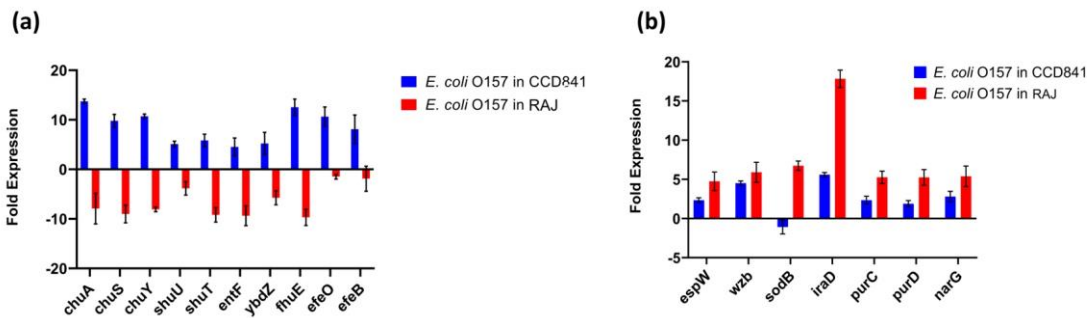 (a)
20
10
0
-10
-20
Fold Expression
chuA
chuS
chuY
shuU
shuT
entF
ybdZ
fhuE
efeO
efeB
E. coli O157 in CCD841
E. coli O157 in RAJ
(b)
20
15
10
5
0
-5
Fold Expression
espW
wzb
sodB
iraD
purC
purD
narG
E. coli O157 in CCD841
E. coli O157 in RAJ